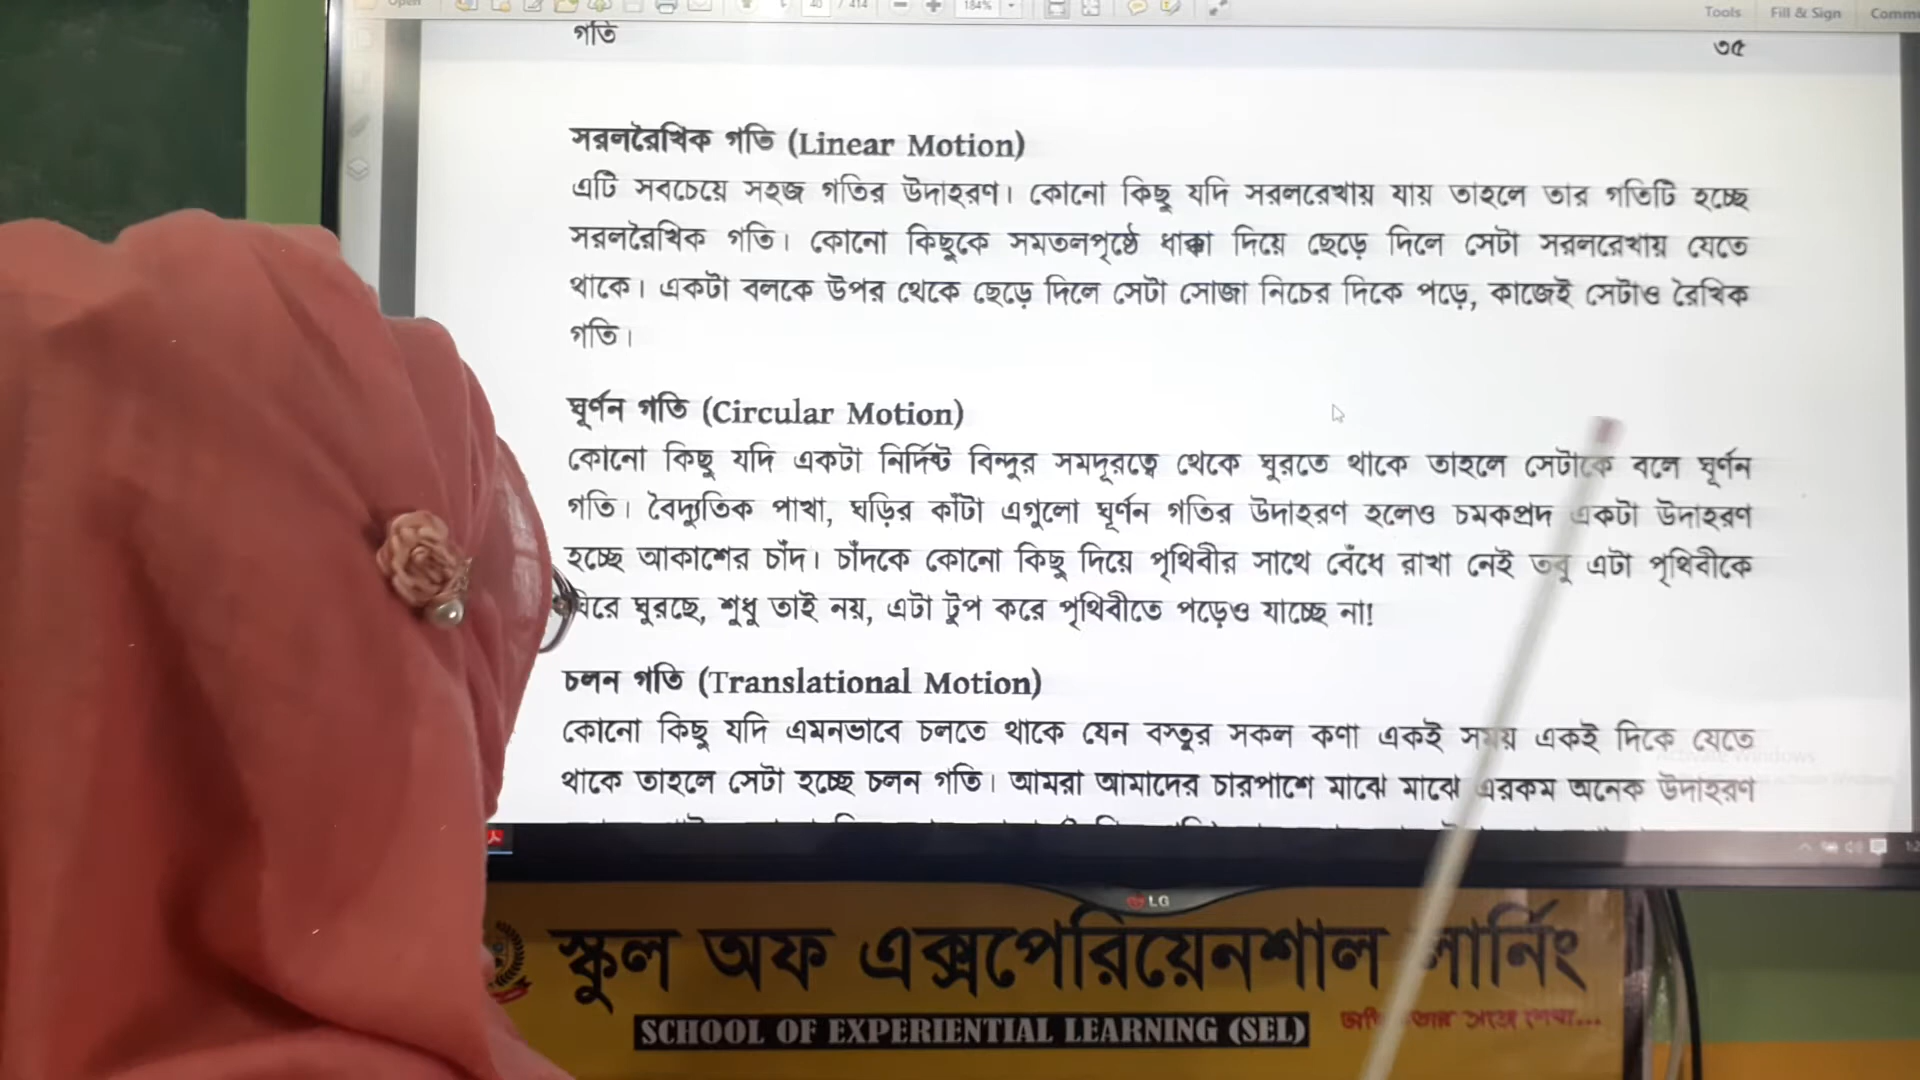 Open 40 / 414 184% Tools Fill & Sign Comm
গতি ৩৫
সরলরৈখিক গতি (Linear Motion)
এটি সবচেয়ে সহজ গতির উদাহরণ। কোনো কিছু যদি সরলরেখায় যায় তাহলে তার গতিটি হচ্ছে
সরলরৈখিক গতি। কোনো কিছুকে সমতলপৃষ্ঠে ধাক্কা দিয়ে ছেড়ে দিলে সেটা সরলরেখায় যেতে
থাকে। একটা বলকে উপর থেকে ছেড়ে দিলে সেটা সোজা নিচের দিকে পড়ে, কাজেই সেটাও রৈখিক
গতি।
ঘূর্ণন গতি (Circular Motion)
কোনো কিছু যদি একটা নির্দিষ্ট বিন্দুর সমদূরত্বে থেকে ঘুরতে থাকে তাহলে সেটাকে বলে ঘূর্ণন
গতি। বৈদ্যুতিক পাখা, ঘড়ির কাঁটা এগুলো ঘূর্ণন গতির উদাহরণ হলেও চমকপ্রদ একটা উদাহরণ
হচ্ছে আকাশের চাঁদ। চাঁদকে কোনো কিছু দিয়ে পৃথিবীর সাথে বেঁধে রাখা নেই তবু এটা পৃথিবীকে
ঘিরে ঘুরছে, শুধু তাই নয়, এটা টুপ করে পৃথিবীতে পড়েও যাচ্ছে না!
চলন গতি (Translational Motion)
কোনো কিছু যদি এমনভাবে চলতে থাকে যেন বস্তুর সকল কণা একই সময় একই দিকে যেতে
থাকে তাহলে সেটা হচ্ছে চলন গতি। আমরা আমাদের চারপাশে মাঝে মাঝে এরকম অনেক উদাহরণ
LG
স্কুল অফ এক্সপেরিয়েনশাল লার্নিং
SCHOOL OF EXPERIENTIAL LEARNING (SEL)